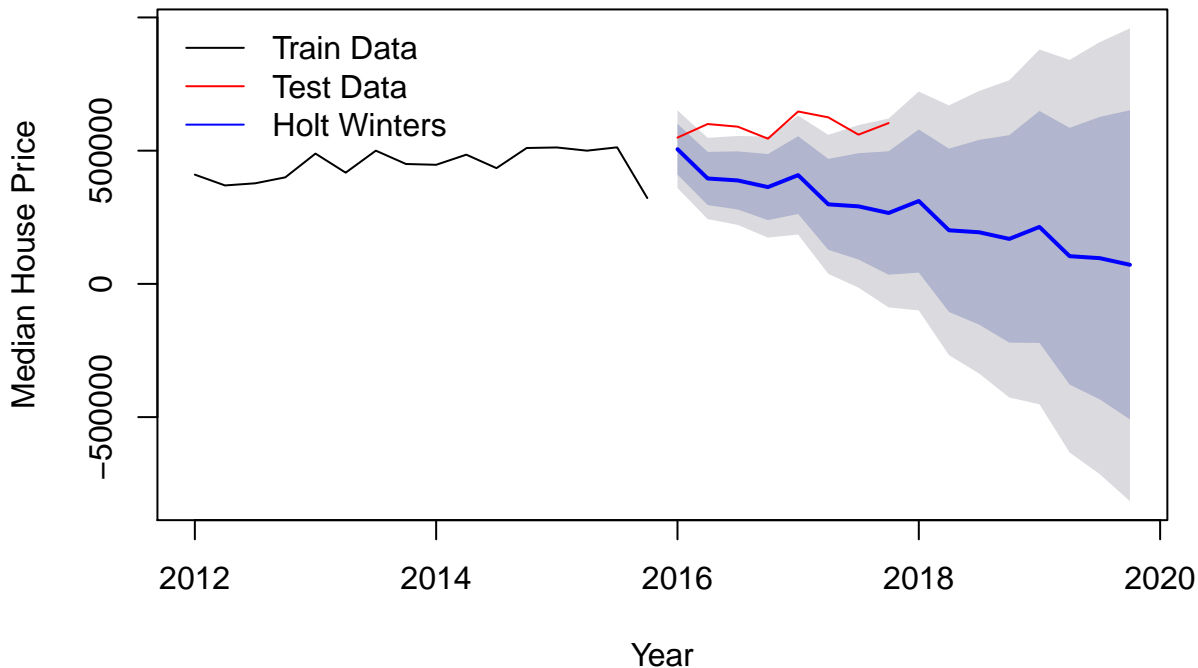 Train Data
Test Data
Holt Winters
Median House Price
500000
0
−500000
2012 2014 2016 2018 2020
Year